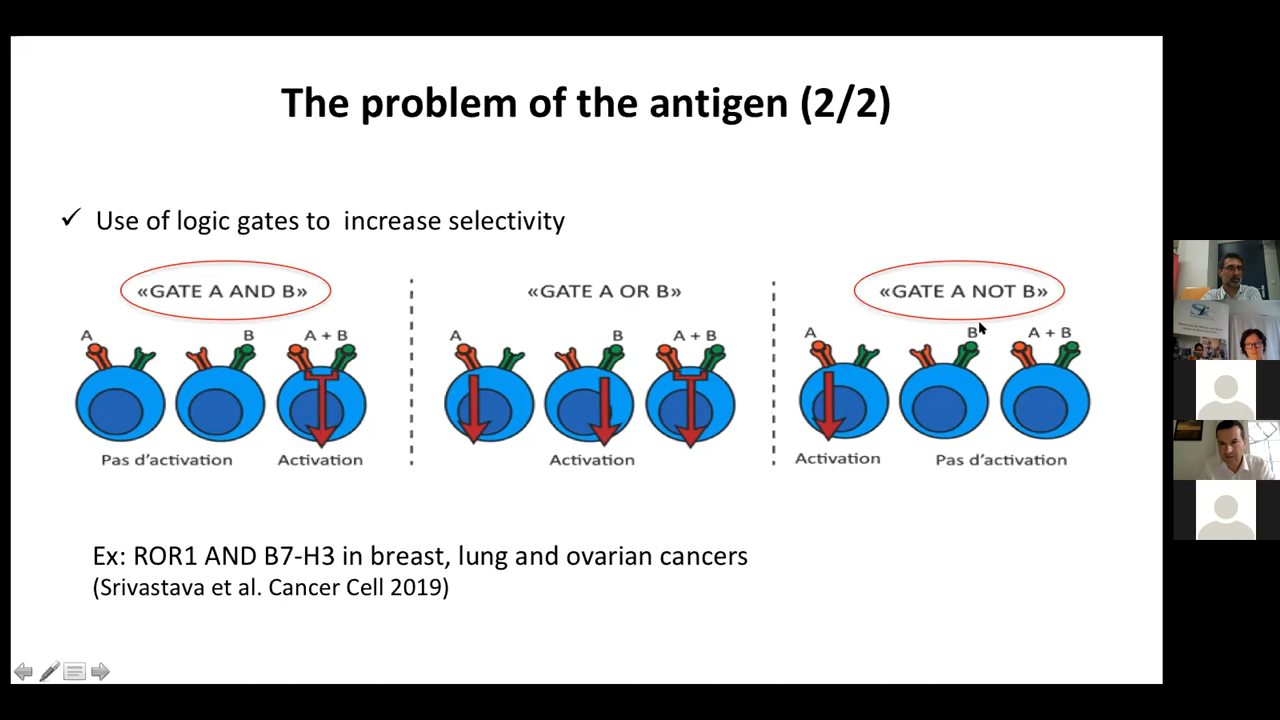 The problem of the antigen (2/2)
✓ Use of logic gates to increase selectivity
«GATE A AND B» «GATE A OR B» «GATE A NOT B»
A B A + B A B A + B A B A + B
Pas d'activation Activation Activation Activation Pas d'activation
Ex: ROR1 AND B7-H3 in breast, lung and ovarian cancers
(Srivastava et al. Cancer Cell 2019)